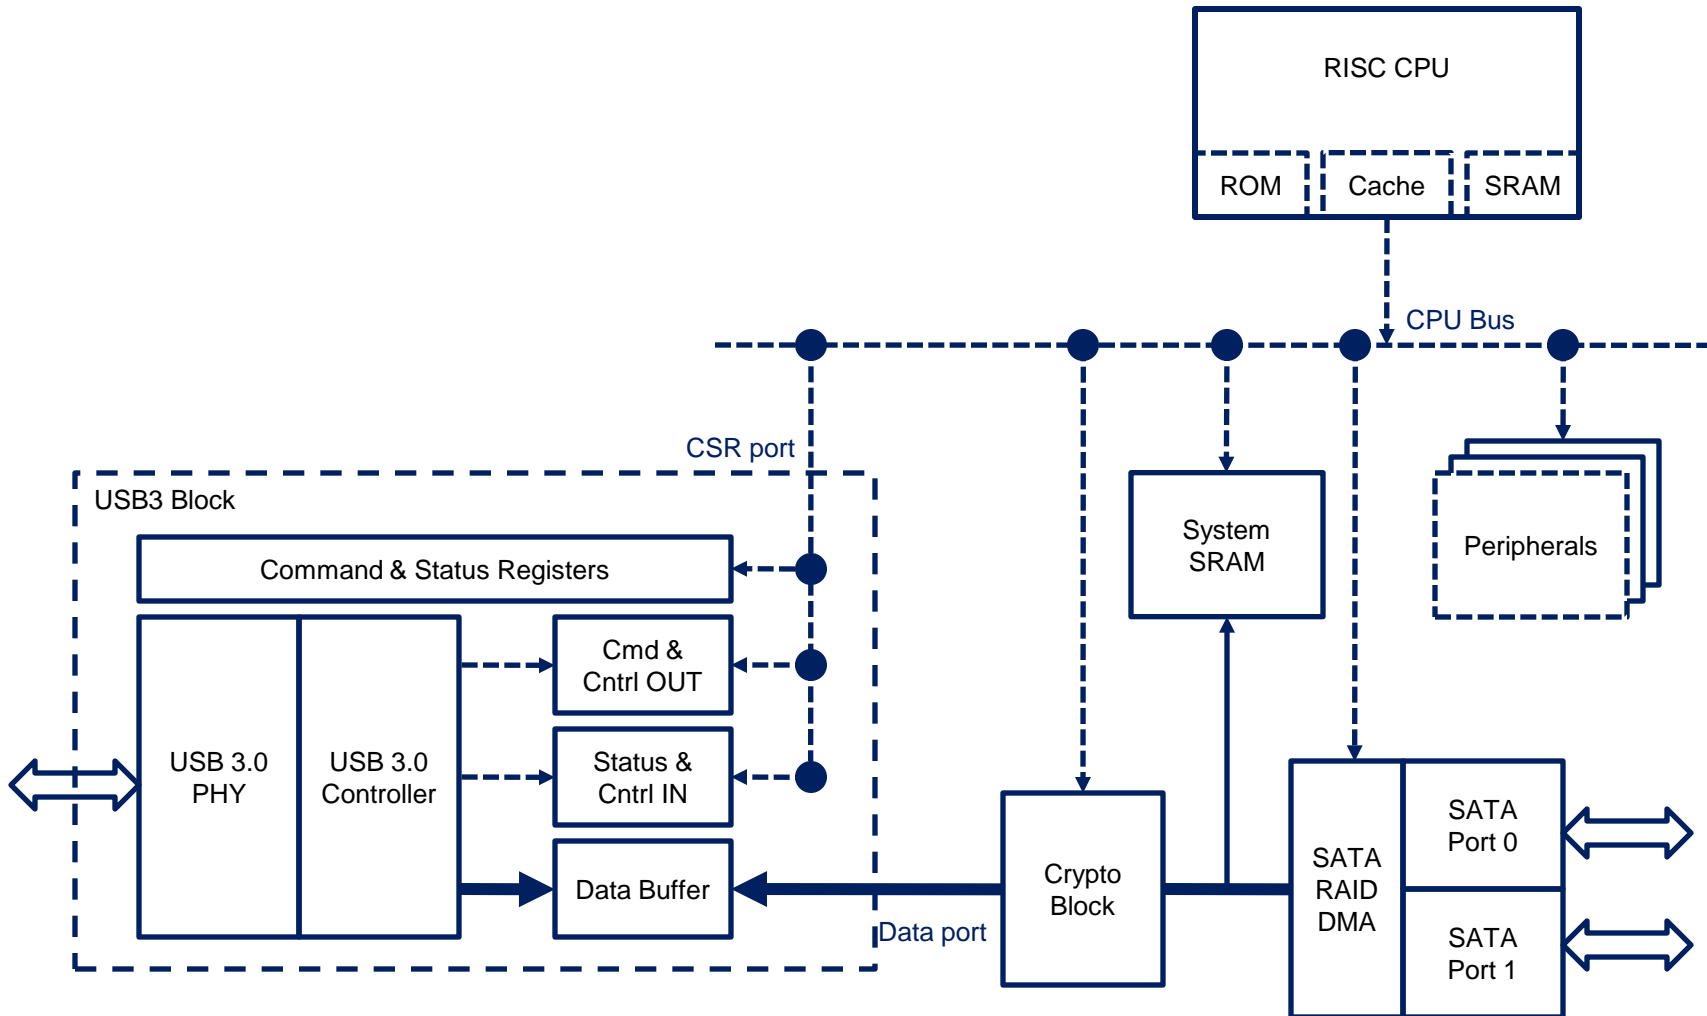 RISC CPU
ROM
Cache
SRAM
CPU Bus
CSR port
USB3 Block
Command & Status Registers
System
SRAM
Peripherals
Cmd &
Cntrl OUT
USB 3.0
PHY
USB 3.0
Controller
Status &
Cntrl IN
Data Buffer
Data port
Crypto
Block
SATA
RAID
DMA
SATA
Port 0
SATA
Port 1